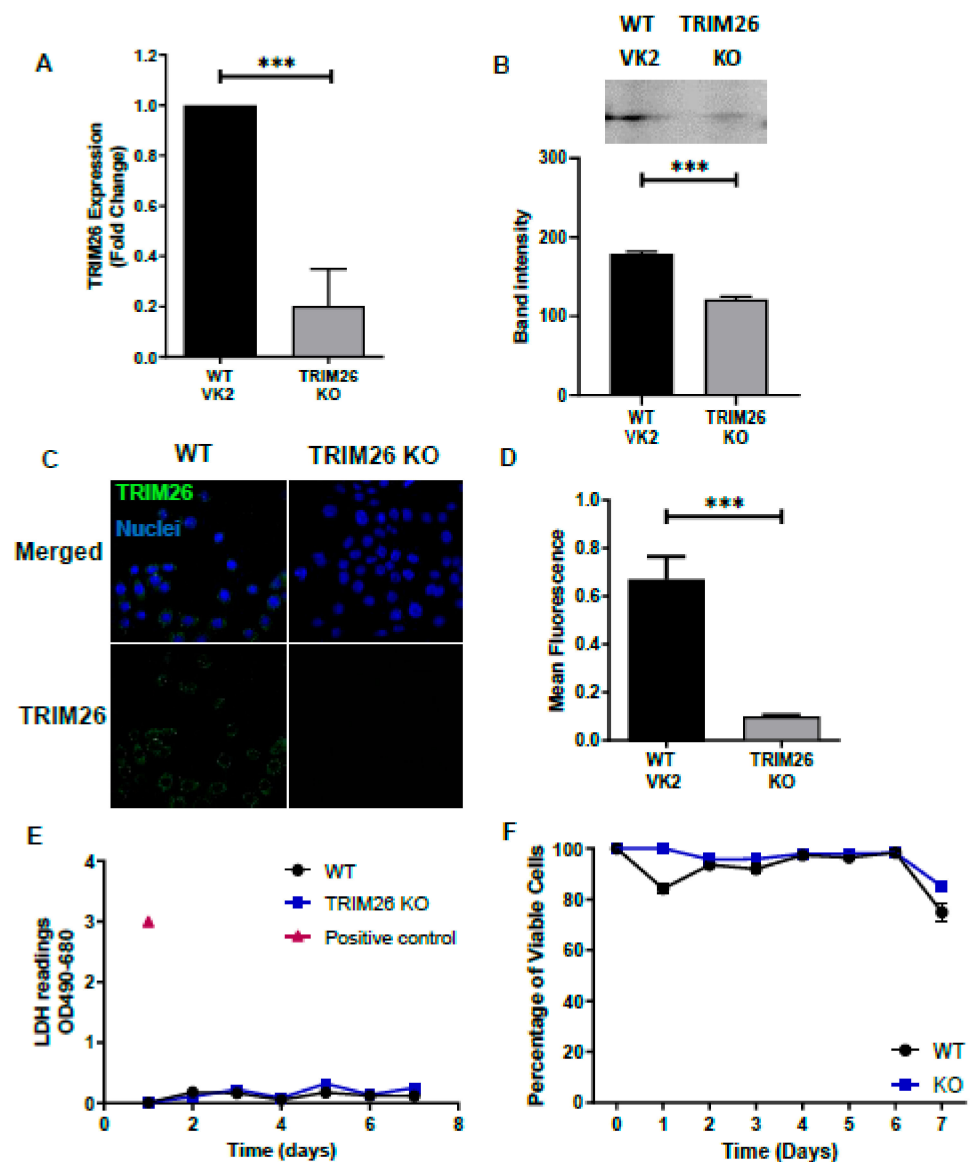 A
TRIM26 Expression
(Fold Change)
1.2
1.0
0.8
0.6
0.4
0.2
0.0
***
WT
VK2
TRIM26
KO
B
WT
VK2
TRIM26
KO
Band intensity
300
200
100
0
***
WT
VK2
TRIM26
KO
C
WT
TRIM26 KO
TRIM26
Nuclei
Merged
TRIM26
D
Mean Fluorescence
1.0
0.8
0.6
0.4
0.2
0.0
***
WT
VK2
TRIM26
KO
E
LDH readings
OD490-680
4
3
2
1
0
WT
TRIM26 KO
Positive control
0 2 4 6 8
Time (days)
F
Percentage of Viable Cells
100
80
60
40
20
0
WT
KO
0 1 2 3 4 5 6 7
Time (Days)